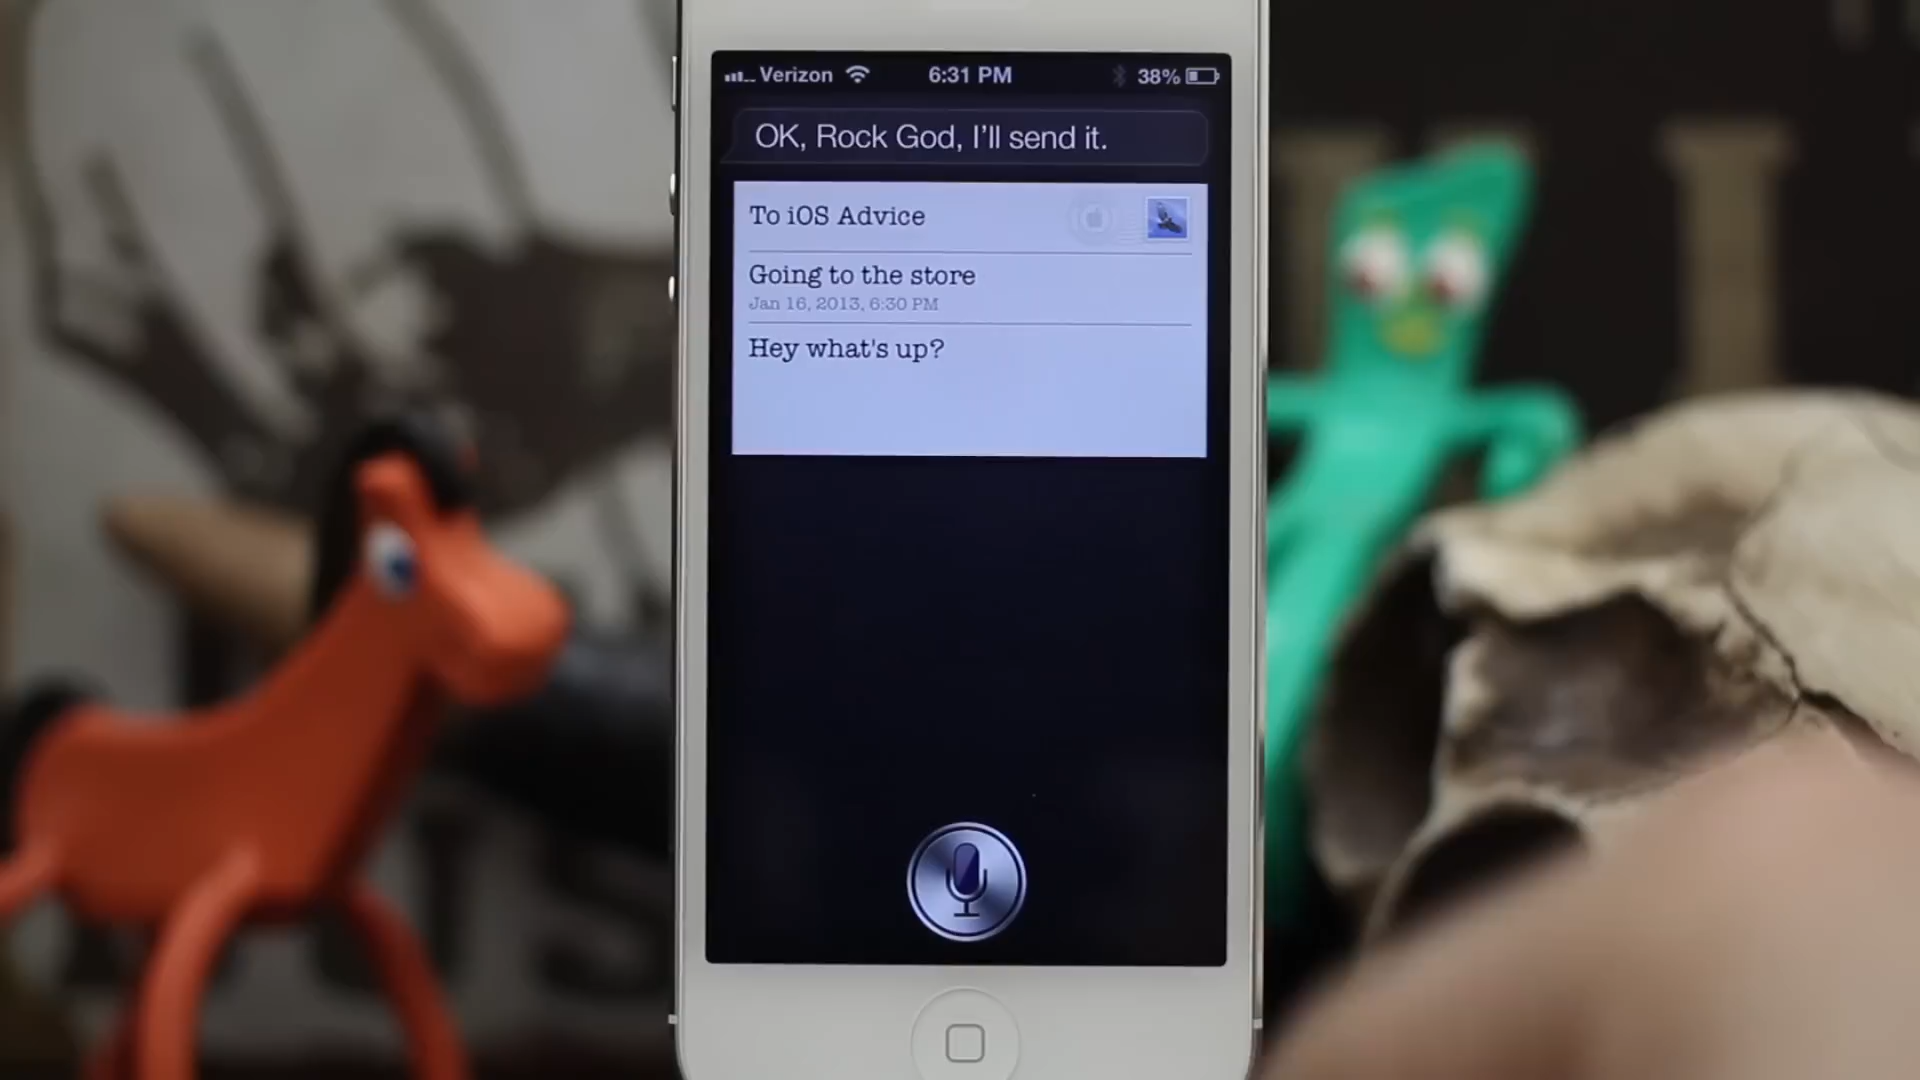 Verizon 6:31 PM 38%
OK, Rock God, I'll send it.
To iOS Advice
Going to the store
Jan 16, 2013, 6:30 PM
Hey what's up?